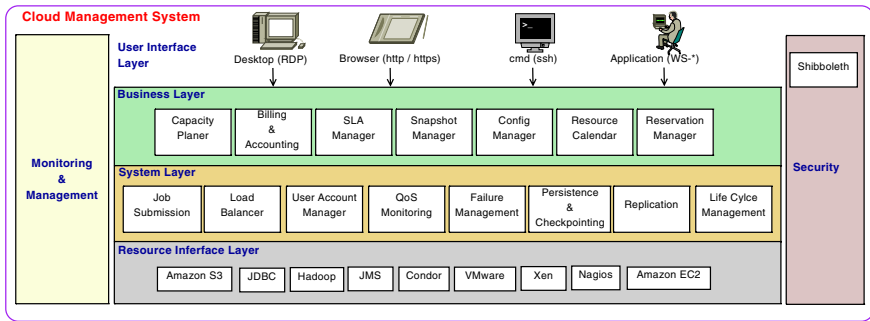 Cloud Management System
User Interface
Layer
Desktop (RDP)
Browser (http / https)
>_
cmd (ssh)
Application (WS-*)
Shibboleth
Monitoring
&
Management
Security
Business Layer
Capacity
Planer
Billing
&
Accounting
SLA
Manager
Snapshot
Manager
Config
Manager
Resource
Calendar
Reservation
Manager
System Layer
Job
Submission
Load
Balancer
User Account
Manager
QoS
Monitoring
Failure
Management
Persistence
&
Checkpointing
Replication
Life Cylce
Management
Resource Inferface Layer
Amazon S3
JDBC
Hadoop
JMS
Condor
VMware
Xen
Nagios
Amazon EC2